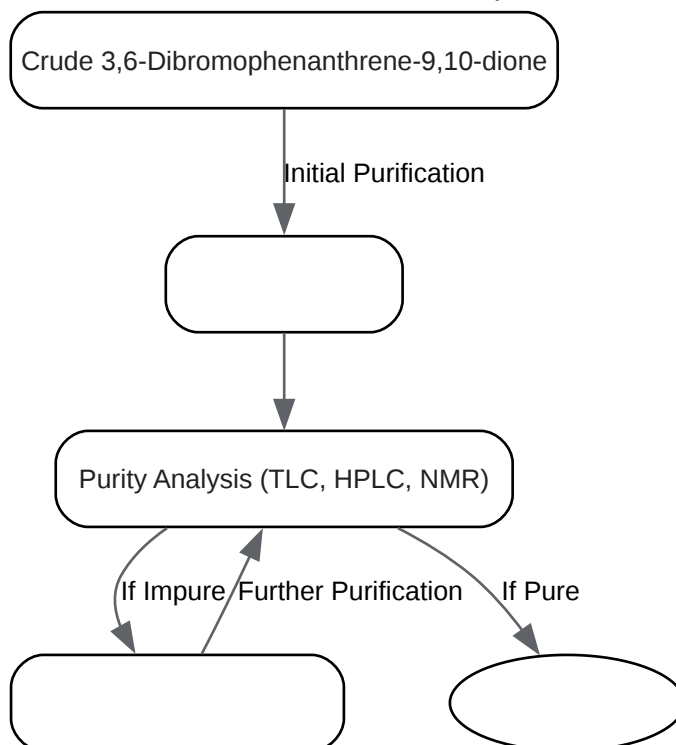 Crude 3,6-Dibromophenanthrene-9,10-dione
Initial Purification
Purity Analysis (TLC, HPLC, NMR)
If Impure
Further Purification
If Pure